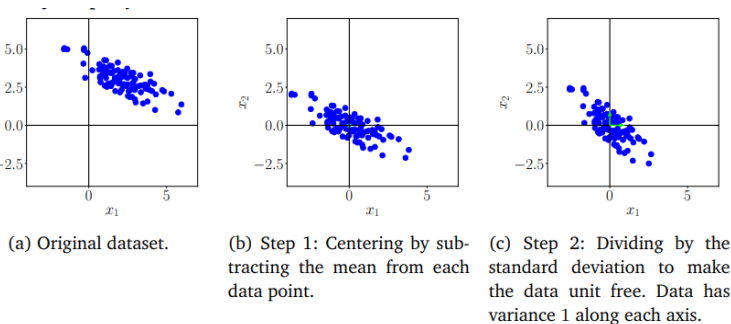 5.0
2.5
0.0
−2.5
0
5
x1
x2
5.0
2.5
0.0
−2.5
0
5
x1
x2
5.0
2.5
0.0
−2.5
0
5
x1
(a) Original dataset.
(b) Step 1: Centering by sub-
tracting the mean from each
data point.
(c) Step 2: Dividing by the
standard deviation to make
the data unit free. Data has
variance 1 along each axis.